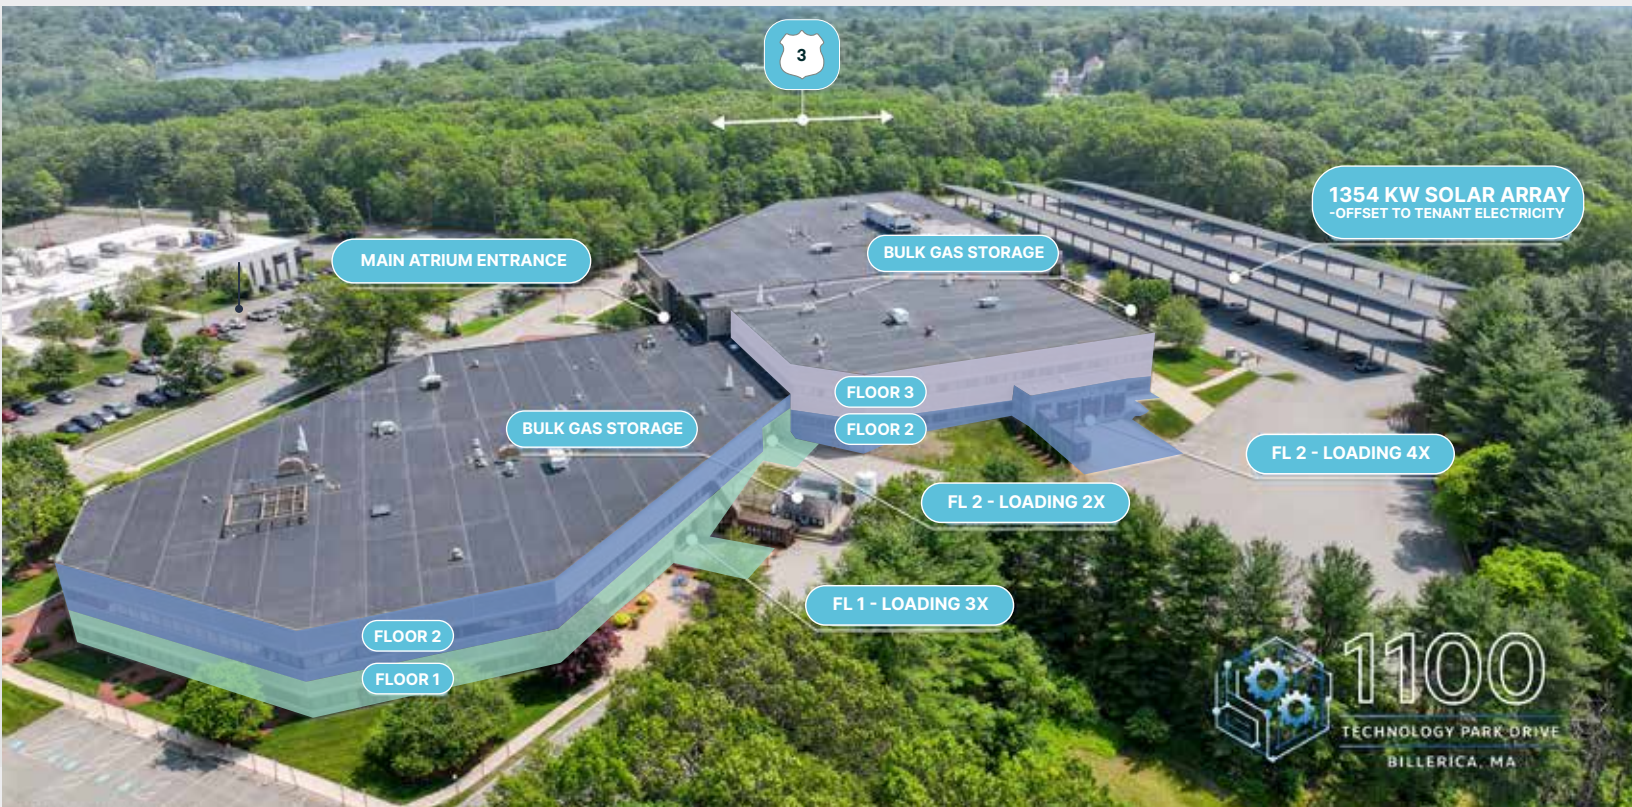 3
1354 KW SOLAR ARRAY
-OFFSET TO TENANT ELECTRICITY
MAIN ATRIUM ENTRANCE
BULK GAS STORAGE
FLOOR 3
BULK GAS STORAGE
FLOOR 2
FL 2 - LOADING 4X
FL 2 - LOADING 2X
FL 1 - LOADING 3X
FLOOR 2
FLOOR 1
1100
TECHNOLOGY PARK DRIVE
BILLERICA, MA